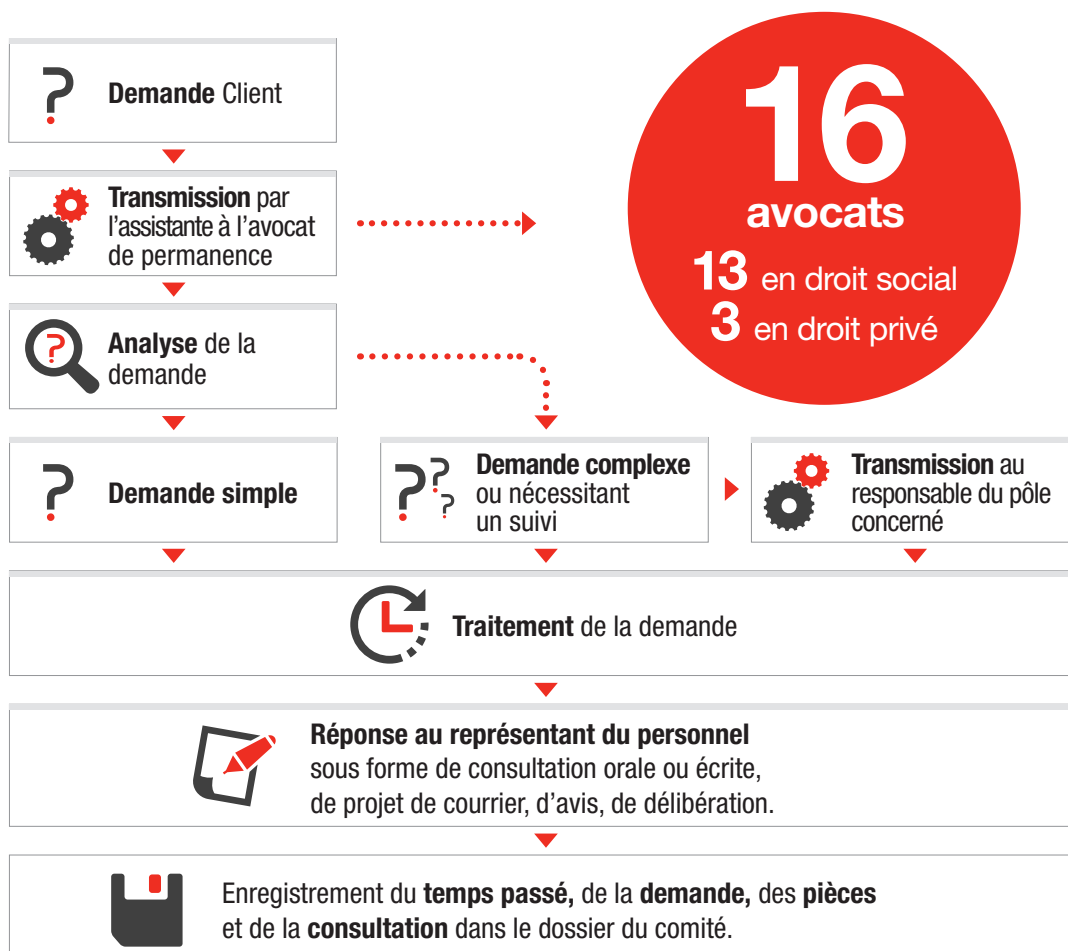 Demande Client
Transmission par
l'assistante à l'avocat
de permanence
16
avocats
13 en droit social
3 en droit privé
Analyse de la
demande
Demande simple
Demande complexe
ou nécessitant
un suivi
Transmission au
responsable du pôle
concerné
Traitement de la demande
Réponse au représentant du personnel
sous forme de consultation orale ou écrite,
de projet de courrier, d'avis, de délibération.
Enregistrement du temps passé, de la demande, des pièces
et de la consultation dans le dossier du comité.